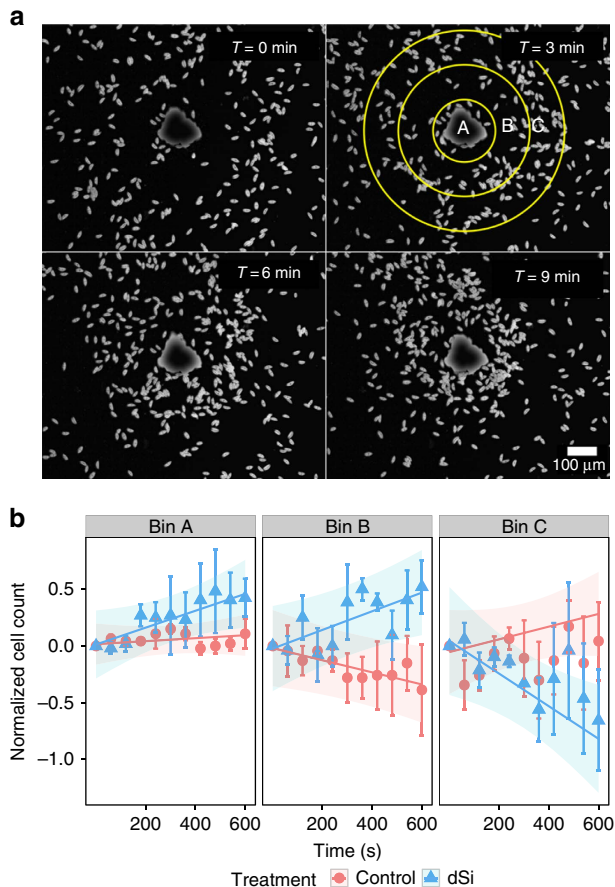 a
T = 0 min
T = 3 min
A
B
C
T = 6 min
T = 9 min
100 μm
b
Bin A
Bin B
Bin C
Normalized cell count
0.5
0.0
−0.5
−1.0
200 400 600
200 400 600
200 400 600
Time (s)
Treatment Control dSi